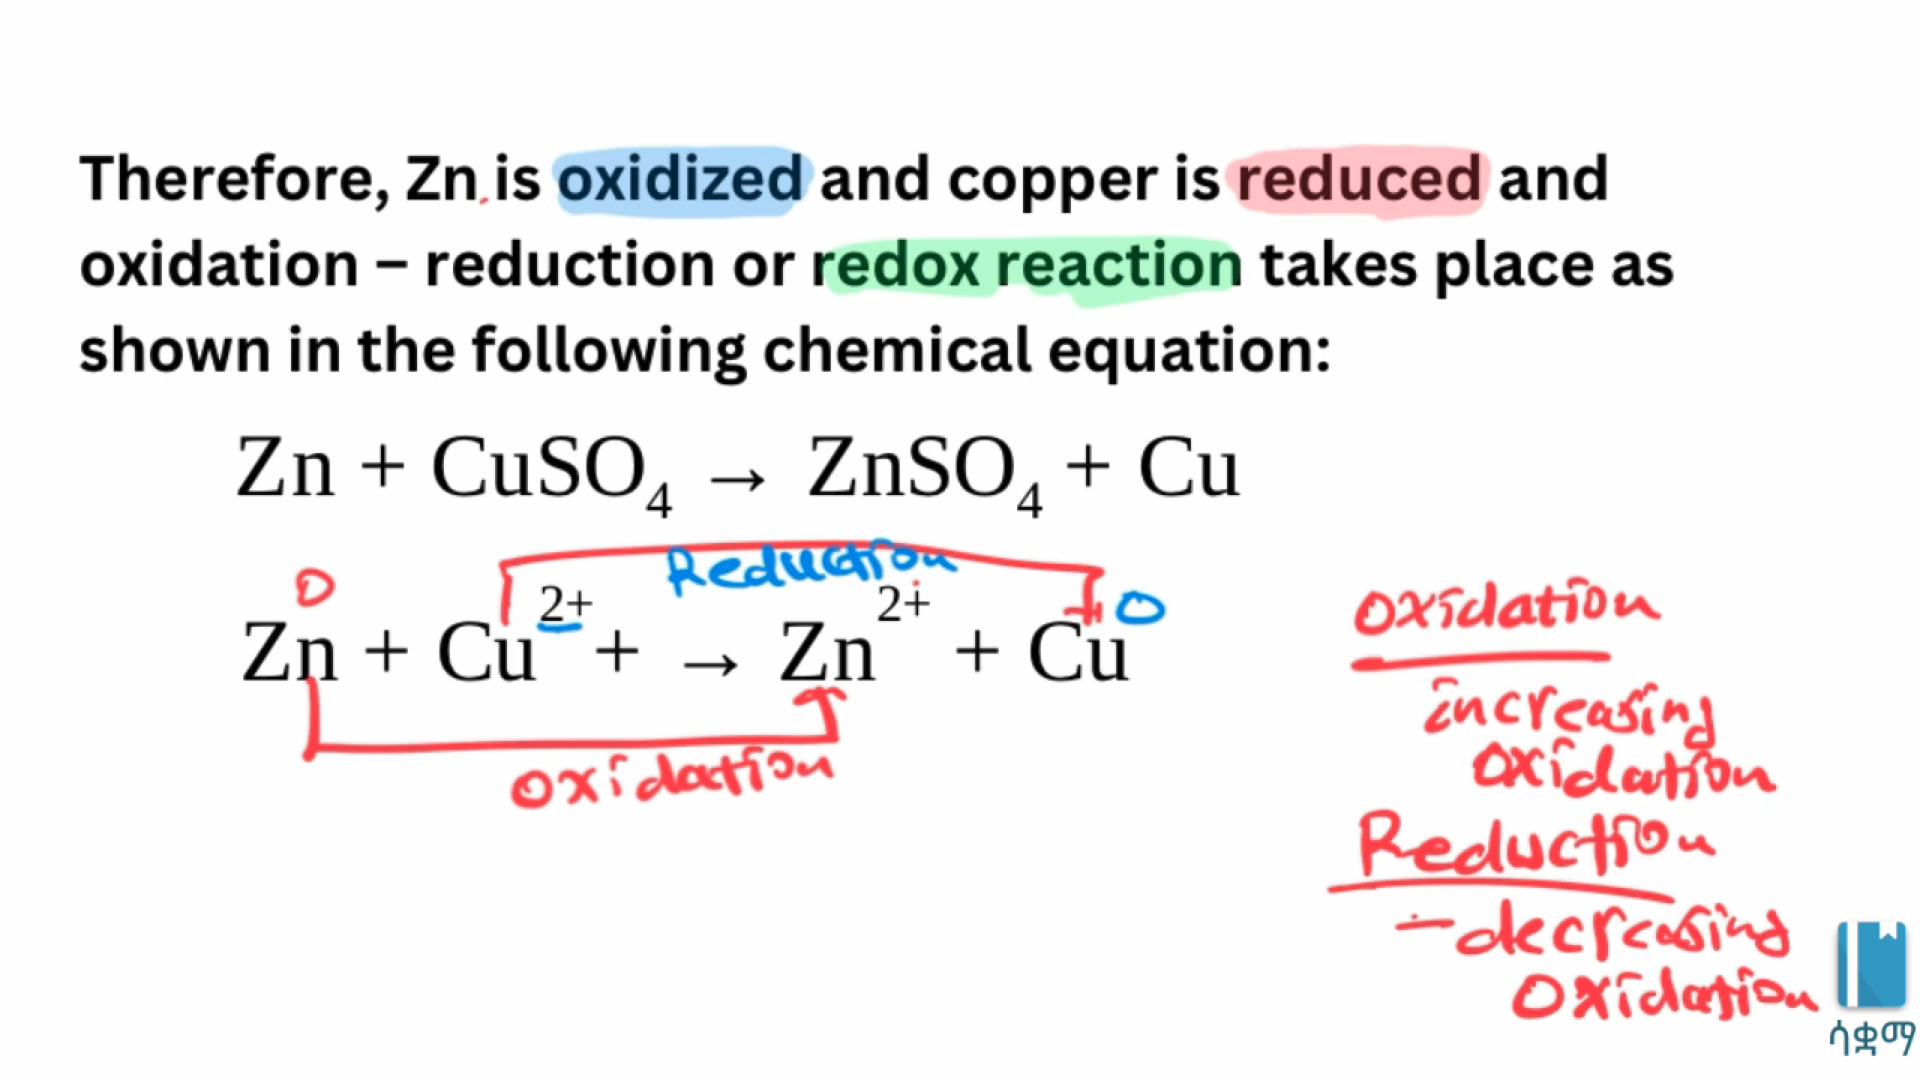 Therefore, Zn is oxidized and copper is reduced and
oxidation – reduction or redox reaction takes place as
shown in the following chemical equation:
Zn + CuSO₄ → ZnSO₄ + Cu
Reduction
0
Zn + Cu²⁺ + → Zn²⁺ + Cu⁰
oxidation
oxidation
increasing
oxidation
Reduction
-decreasing
oxidation
ሳቋማ